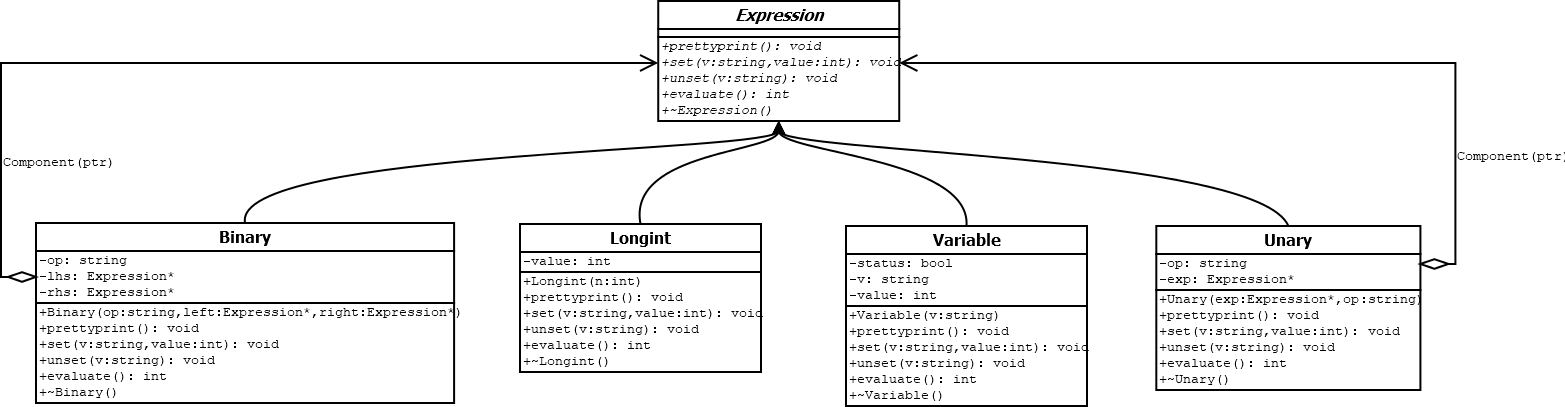 Expression
+prettyprint(): void
+set(v:string,value:int): void
+unset(v:string): void
+evaluate(): int
+~Expression()
Component(ptr)
Component(ptr)
Binary
-op: string
-lhs: Expression*
-rhs: Expression*
+Binary(op:string,left:Expression*,right:Expression*)
+prettyprint(): void
+set(v:string,value:int): void
+unset(v:string): void
+evaluate(): int
+~Binary()
Longint
-value: int
+Longint(n:int)
+prettyprint(): void
+set(v:string,value:int): void
+unset(v:string): void
+evaluate(): int
+~Longint()
Variable
-status: bool
-v: string
-value: int
+Variable(v:string)
+prettyprint(): void
+set(v:string,value:int): void
+unset(v:string): void
+evaluate(): int
+~Variable()
Unary
-op: string
-exp: Expression*
+Unary(exp:Expression*,op:string)
+prettyprint(): void
+set(v:string,value:int): void
+unset(v:string): void
+evaluate(): int
+~Unary()